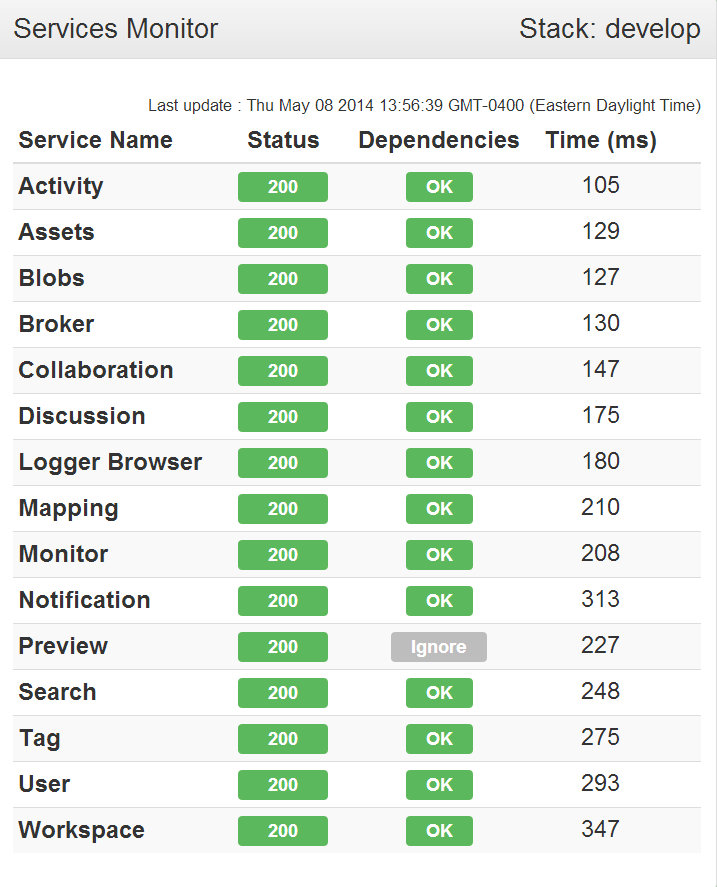 Services Monitor Stack: develop
Last update : Thu May 08 2014 13:56:39 GMT-0400 (Eastern Daylight Time)
Service Name Status Dependencies Time (ms)
Activity 200 OK 105
Assets 200 OK 129
Blobs 200 OK 127
Broker 200 OK 130
Collaboration 200 OK 147
Discussion 200 OK 175
Logger Browser 200 OK 180
Mapping 200 OK 210
Monitor 200 OK 208
Notification 200 OK 313
Preview 200 Ignore 227
Search 200 OK 248
Tag 200 OK 275
User 200 OK 293
Workspace 200 OK 347